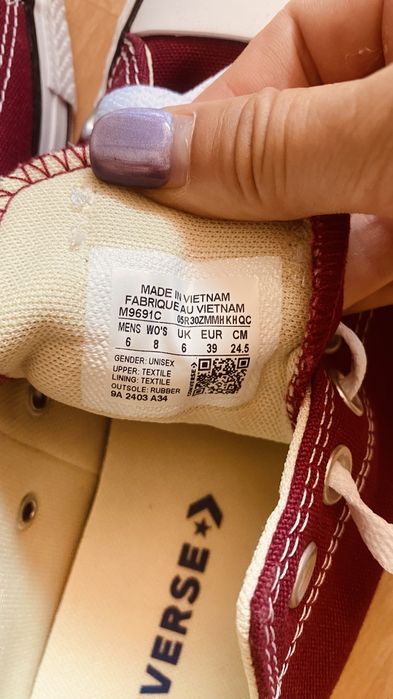 MADE IN VIETNAM
FABRIQUE AU VIETNAM
M9691C 05R30ZMMHKHQC
MENS WO'S UK EUR CM
6 8 6 39 24.5
GENDER: UNISEX
UPPER: TEXTILE
LINING: TEXTILE
OUTSOLE: RUBBER
9A 2403 A34
CONVERSE
VERSE